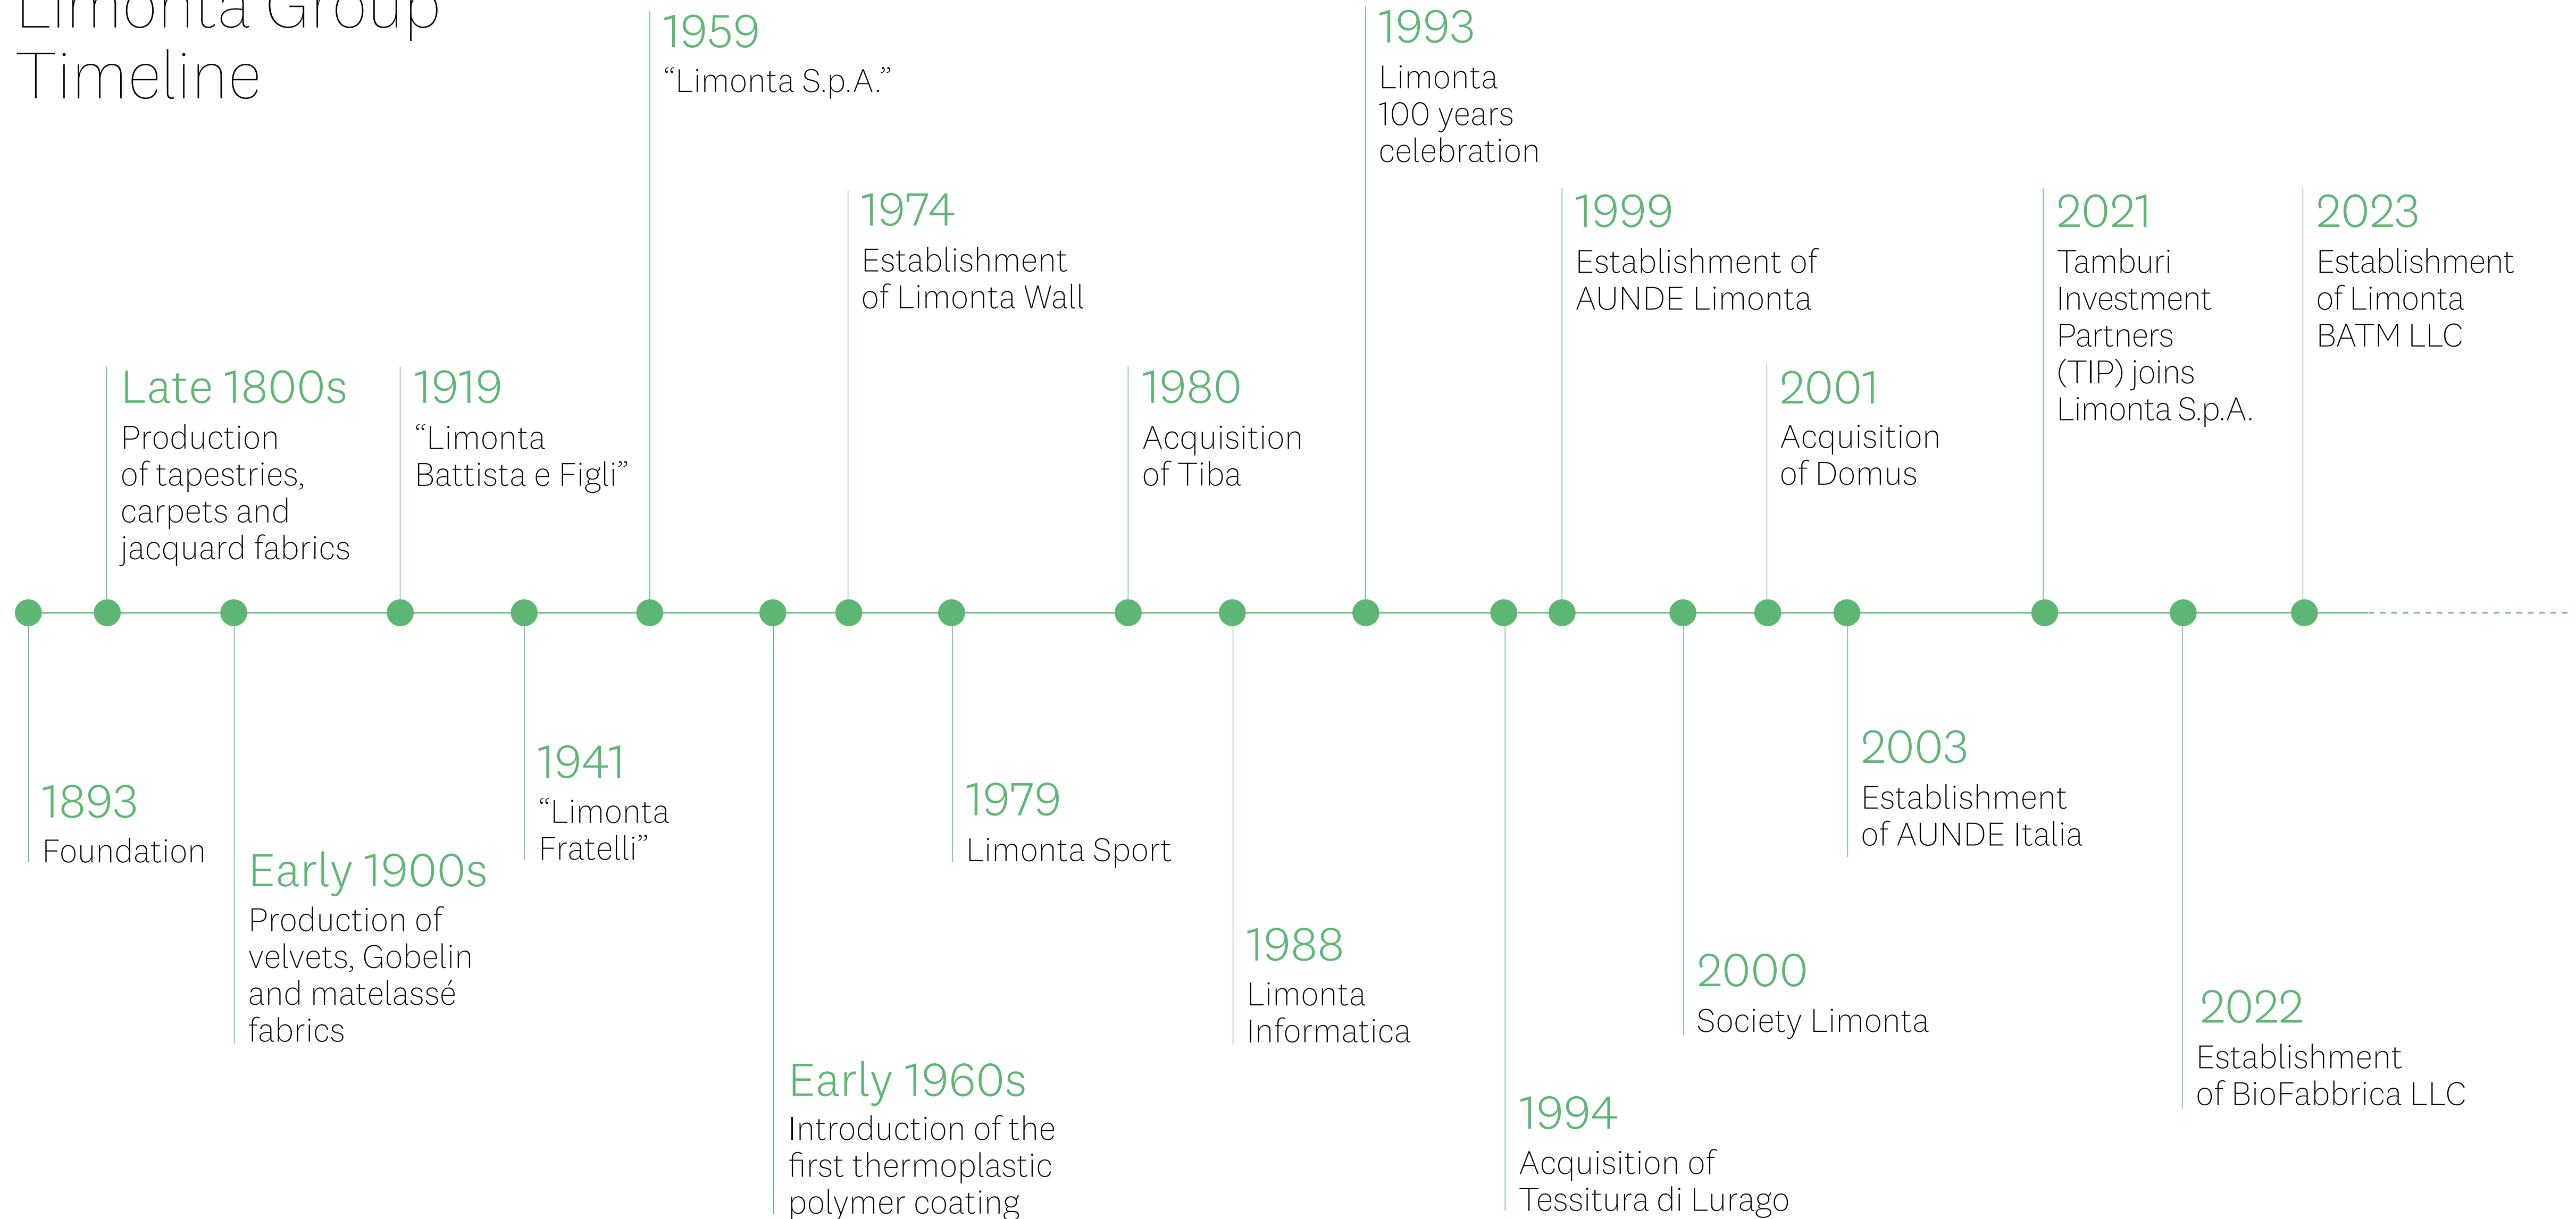 Limonta Group
Timeline
1893
Foundation
Late 1800s
Production
of tapestries,
carpets and
jacquard fabrics
Early 1900s
Production of
velvets, Gobelin
and matelassé
fabrics
1919
“Limonta
Battista e Figli”
1941
“Limonta
Fratelli”
1959
“Limonta S.p.A.”
Early 1960s
Introduction of the
first thermoplastic
polymer coating
1974
Establishment
of Limonta Wall
1979
Limonta Sport
1980
Acquisition
of Tiba
1988
Limonta
Informatica
1993
Limonta
100 years
celebration
1994
Acquisition of
Tessitura di Lurago
1999
Establishment of
AUNDE Limonta
2000
Society Limonta
2001
Acquisition
of Domus
2003
Establishment
of AUNDE Italia
2021
Tamburi
Investment
Partners
(TIP) joins
Limonta S.p.A.
2022
Establishment
of BioFabbrica LLC
2023
Establishment
of Limonta
BATM LLC